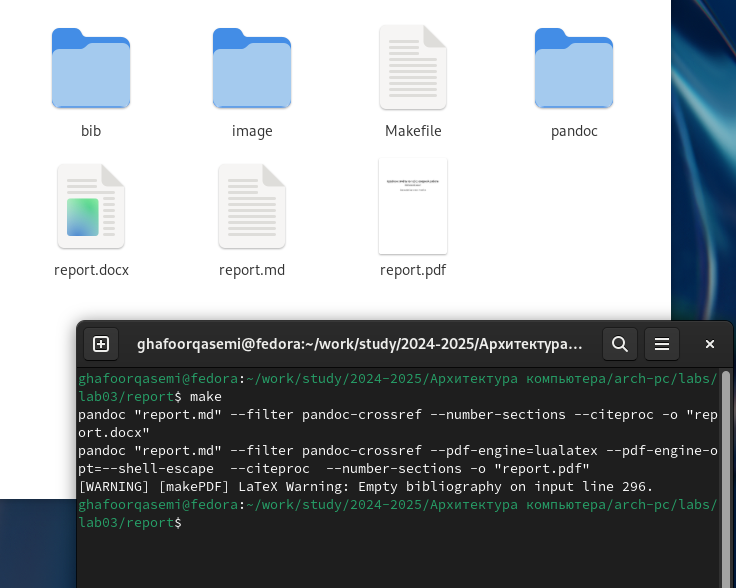 bib
image
Makefile
pandoc
report.docx
report.md
report.pdf
ghafoorqasemi@fedora:~/work/study/2024-2025/Архитектура...
ghafoorqasemi@fedora:~/work/study/2024-2025/Архитектура компьютера/arch-pc/labs/
lab03/report$ make
pandoc "report.md" --filter pandoc-crossref --number-sections --citeproc -o "rep
ort.docx"
pandoc "report.md" --filter pandoc-crossref --pdf-engine=lualatex --pdf-engine-o
pt=--shell-escape  --citeproc  --number-sections -o "report.pdf"
[WARNING] [makePDF] LaTeX Warning: Empty bibliography on input line 296.
ghafoorqasemi@fedora:~/work/study/2024-2025/Архитектура компьютера/arch-pc/labs/
lab03/report$